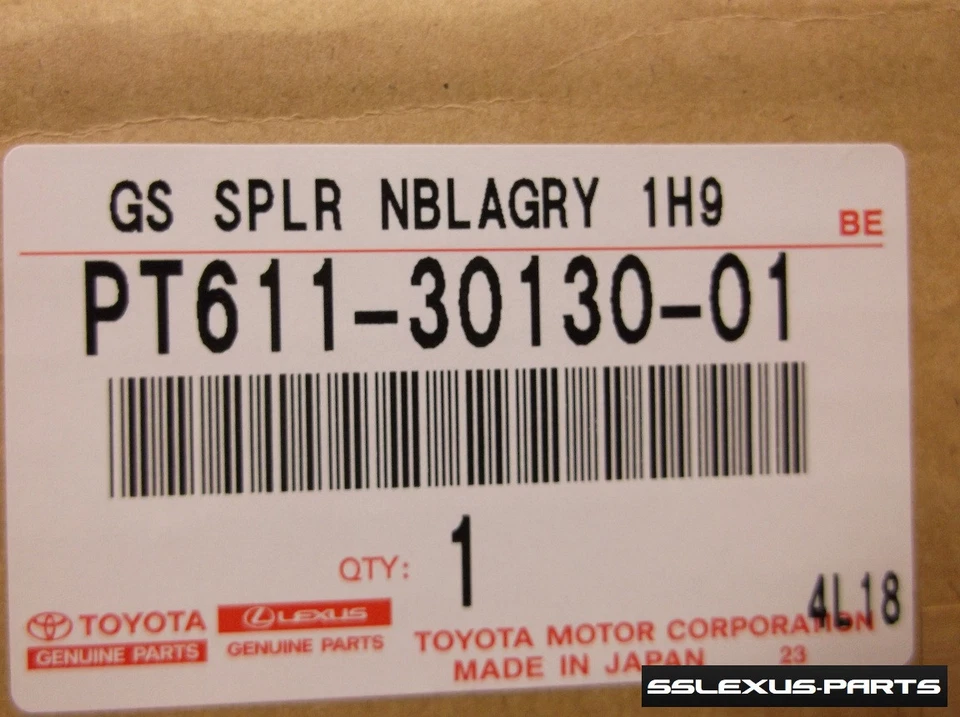 GS SPLR NBLAGRY 1H9
BE
PT611-30130-01
QTY: 1
4L18
TOYOTA
GENUINE PARTS
LEXUS
GENUINE PARTS
TOYOTA MOTOR CORPORATION
MADE IN JAPAN 23
SSLEXUS-PARTS